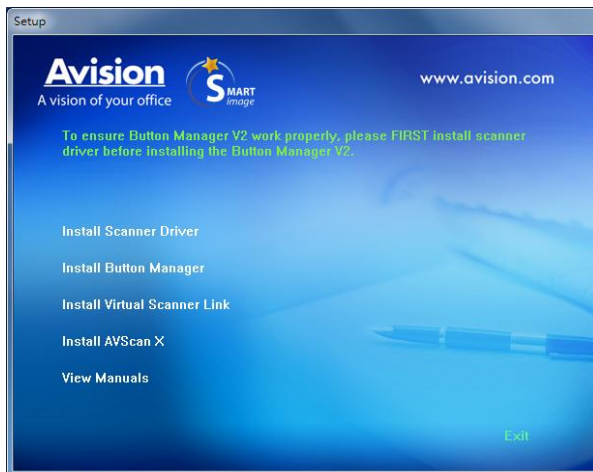 Setup
Avision
A vision of your office
SMART
image
www.avision.com
To ensure Button Manager V2 work properly, please FIRST install scanner
driver before installing the Button Manager V2.
Install Scanner Driver
Install Button Manager
Install Virtual Scanner Link
Install AVScan X
View Manuals
Exit